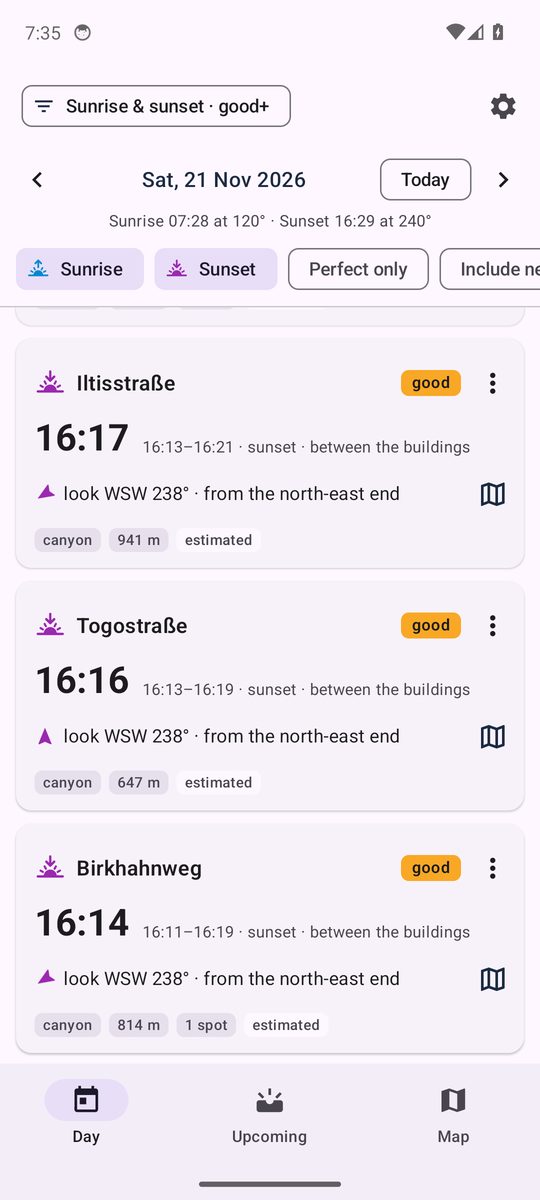 7:35
Sunrise & sunset · good+
Sat, 21 Nov 2026
Today
Sunrise 07:28 at 120° · Sunset 16:29 at 240°
Sunrise
Sunset
Perfect only
Include ne
Iltisstraße
good
16:17 16:13–16:21 · sunset · between the buildings
look WSW 238° · from the north-east end
canyon 941 m estimated
Togostraße
good
16:16 16:13–16:19 · sunset · between the buildings
look WSW 238° · from the north-east end
canyon 647 m estimated
Birkhahnweg
good
16:14 16:11–16:19 · sunset · between the buildings
look WSW 238° · from the north-east end
canyon 814 m 1 spot estimated
Day
Upcoming
Map